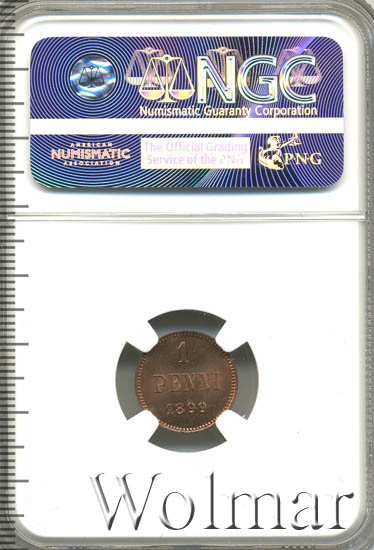 NGC
Numismatic Guaranty Corporation
AMERICAN
NUMISMATIC
ASSOCIATION
The Official Grading
Service of the PNG
PNG
1
PENNI
1899
Wolmar